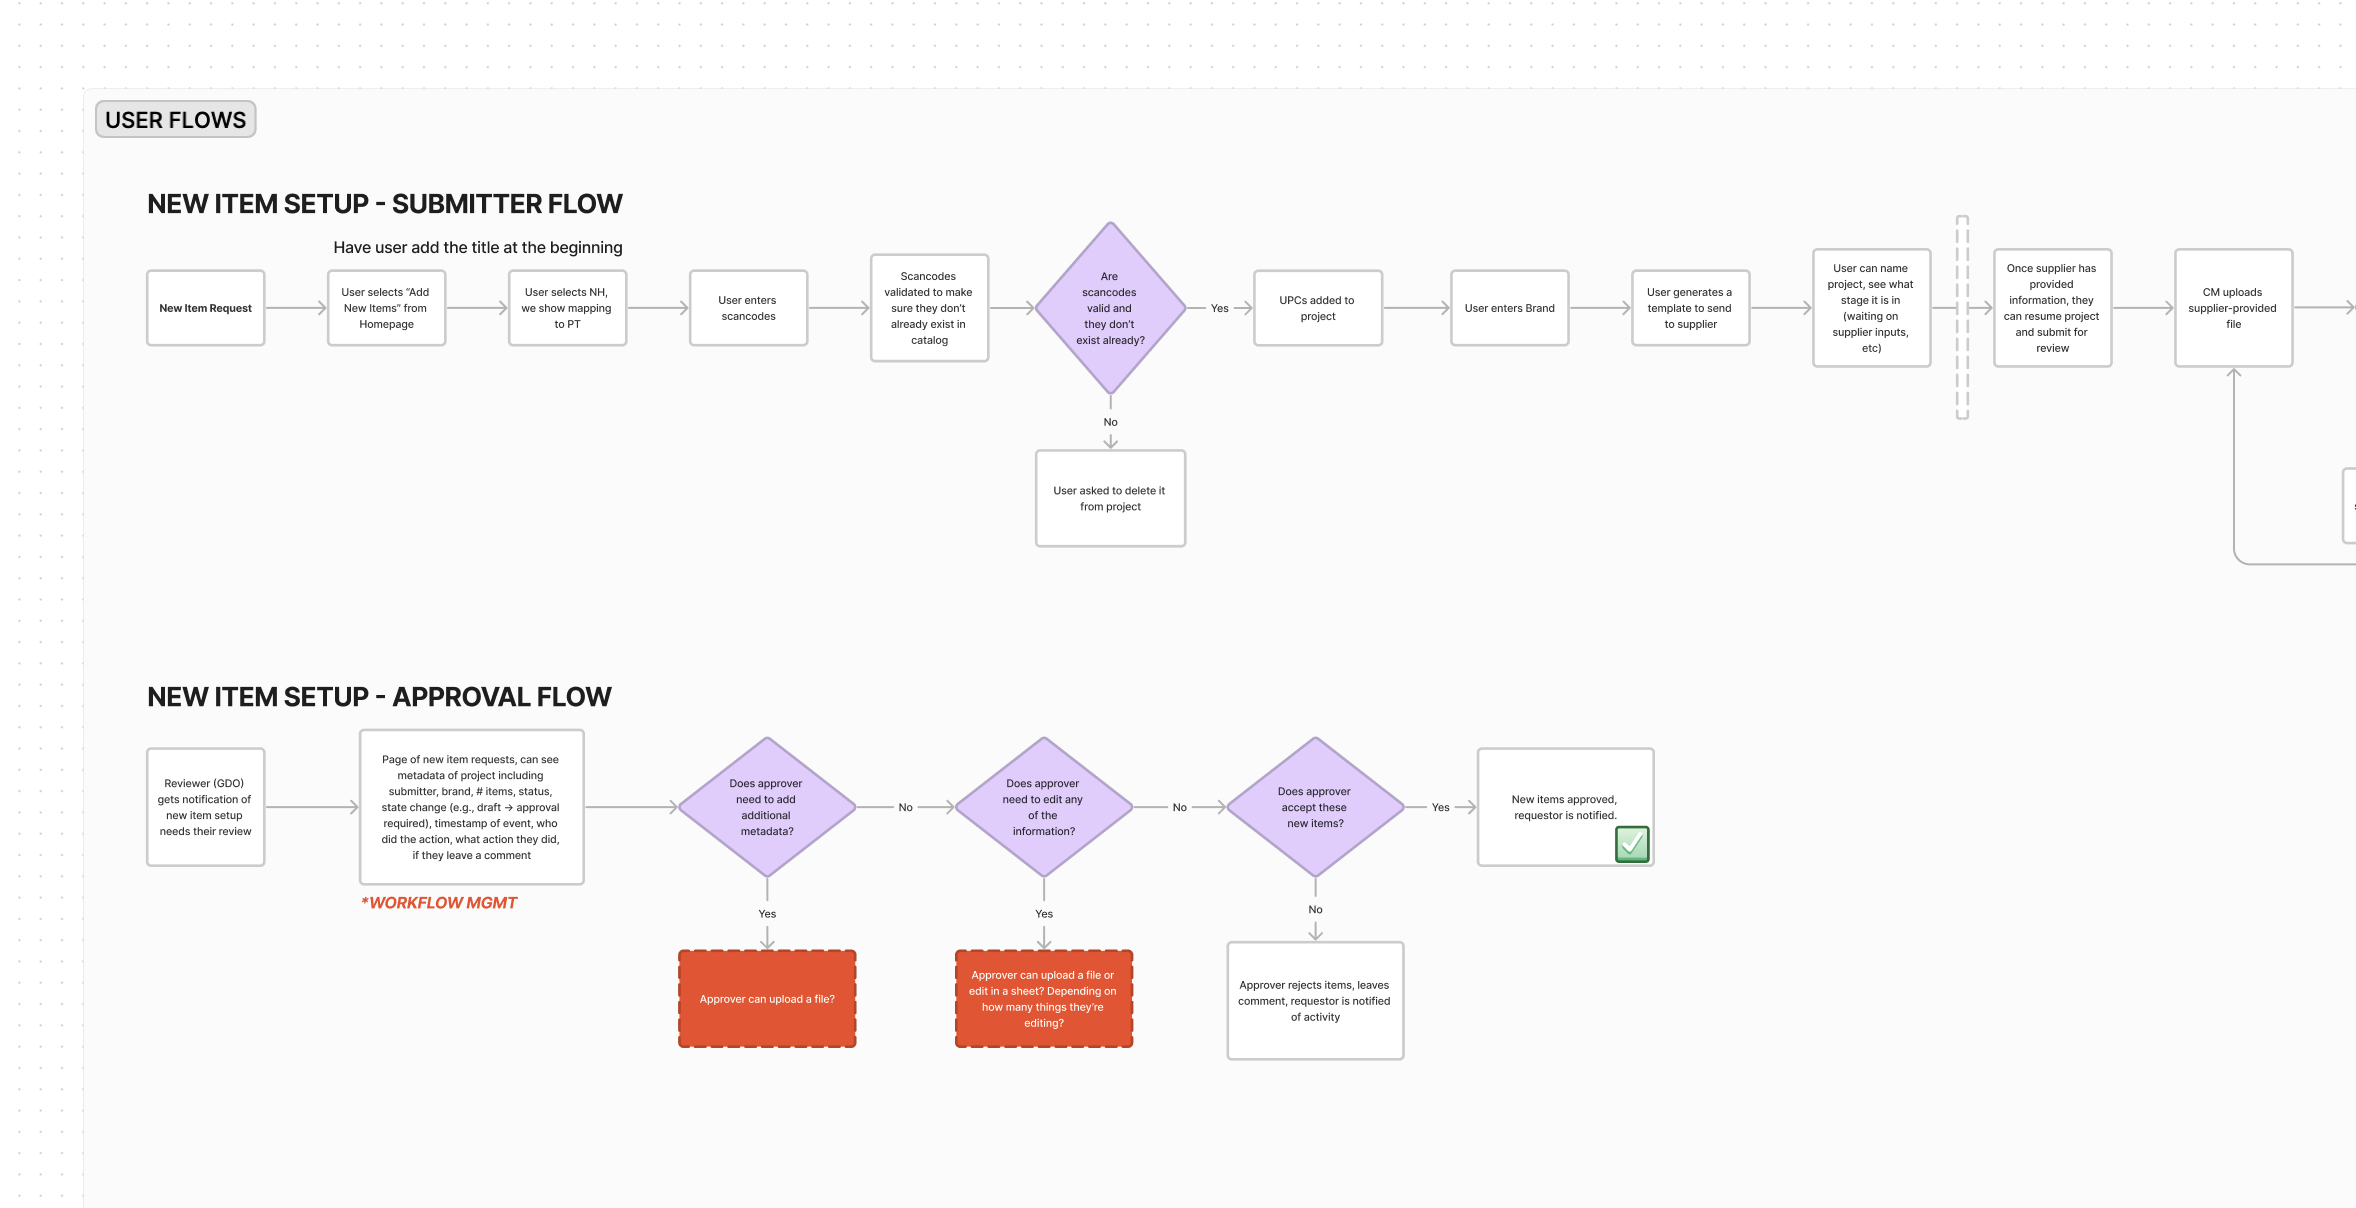 USER FLOWS
NEW ITEM SETUP - SUBMITTER FLOW
Have user add the title at the beginning
New Item Request
User selects “Add
New Items” from
Homepage
User selects NH,
we show mapping
to PT
User enters
scancodes
Scancodes
validated to make
sure they don’t
already exist in
catalog
Are
scancodes
valid and
they don’t
exist already?
Yes
No
User asked to delete it
from project
UPCs added to
project
User enters Brand
User generates a
template to send
to supplier
User can name
project, see what
stage it is in
(waiting on
supplier inputs,
etc)
Once supplier has
provided
information, they
can resume project
and submit for
review
CM uploads
supplier-provided
file
NEW ITEM SETUP - APPROVAL FLOW
Reviewer (GDO)
gets notification of
new item setup
needs their review
Page of new item requests, can see
metadata of project including
submitter, brand, # items, status,
state change (e.g., draft → approval
required), timestamp of event, who
did the action, what action they did,
if they leave a comment
*WORKFLOW MGMT
Does approver
need to add
additional
metadata?
No
Yes
Approver can upload a file?
Does approver
need to edit any
of the
information?
No
Yes
Approver can upload a file or
edit in a sheet? Depending on
how many things they’re
editing?
Does approver
accept these
new items?
Yes
No
Approver rejects items, leaves
comment, requestor is notified
of activity
New items approved,
requestor is notified.